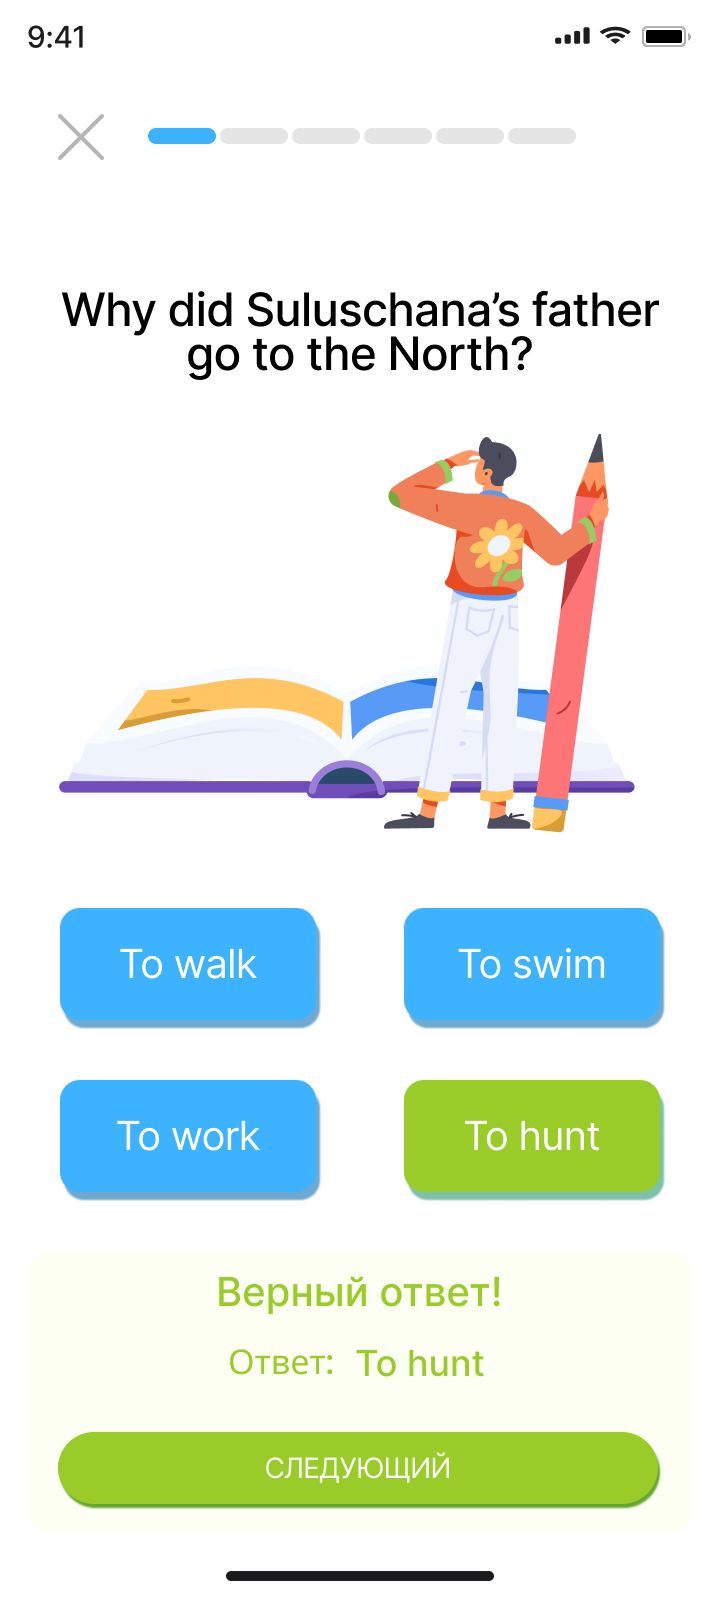 9:41
Why did Suluschana’s father
go to the North?
To walk
To swim
To work
To hunt
Верный ответ!
Ответ: To hunt
СЛЕДУЮЩИЙ